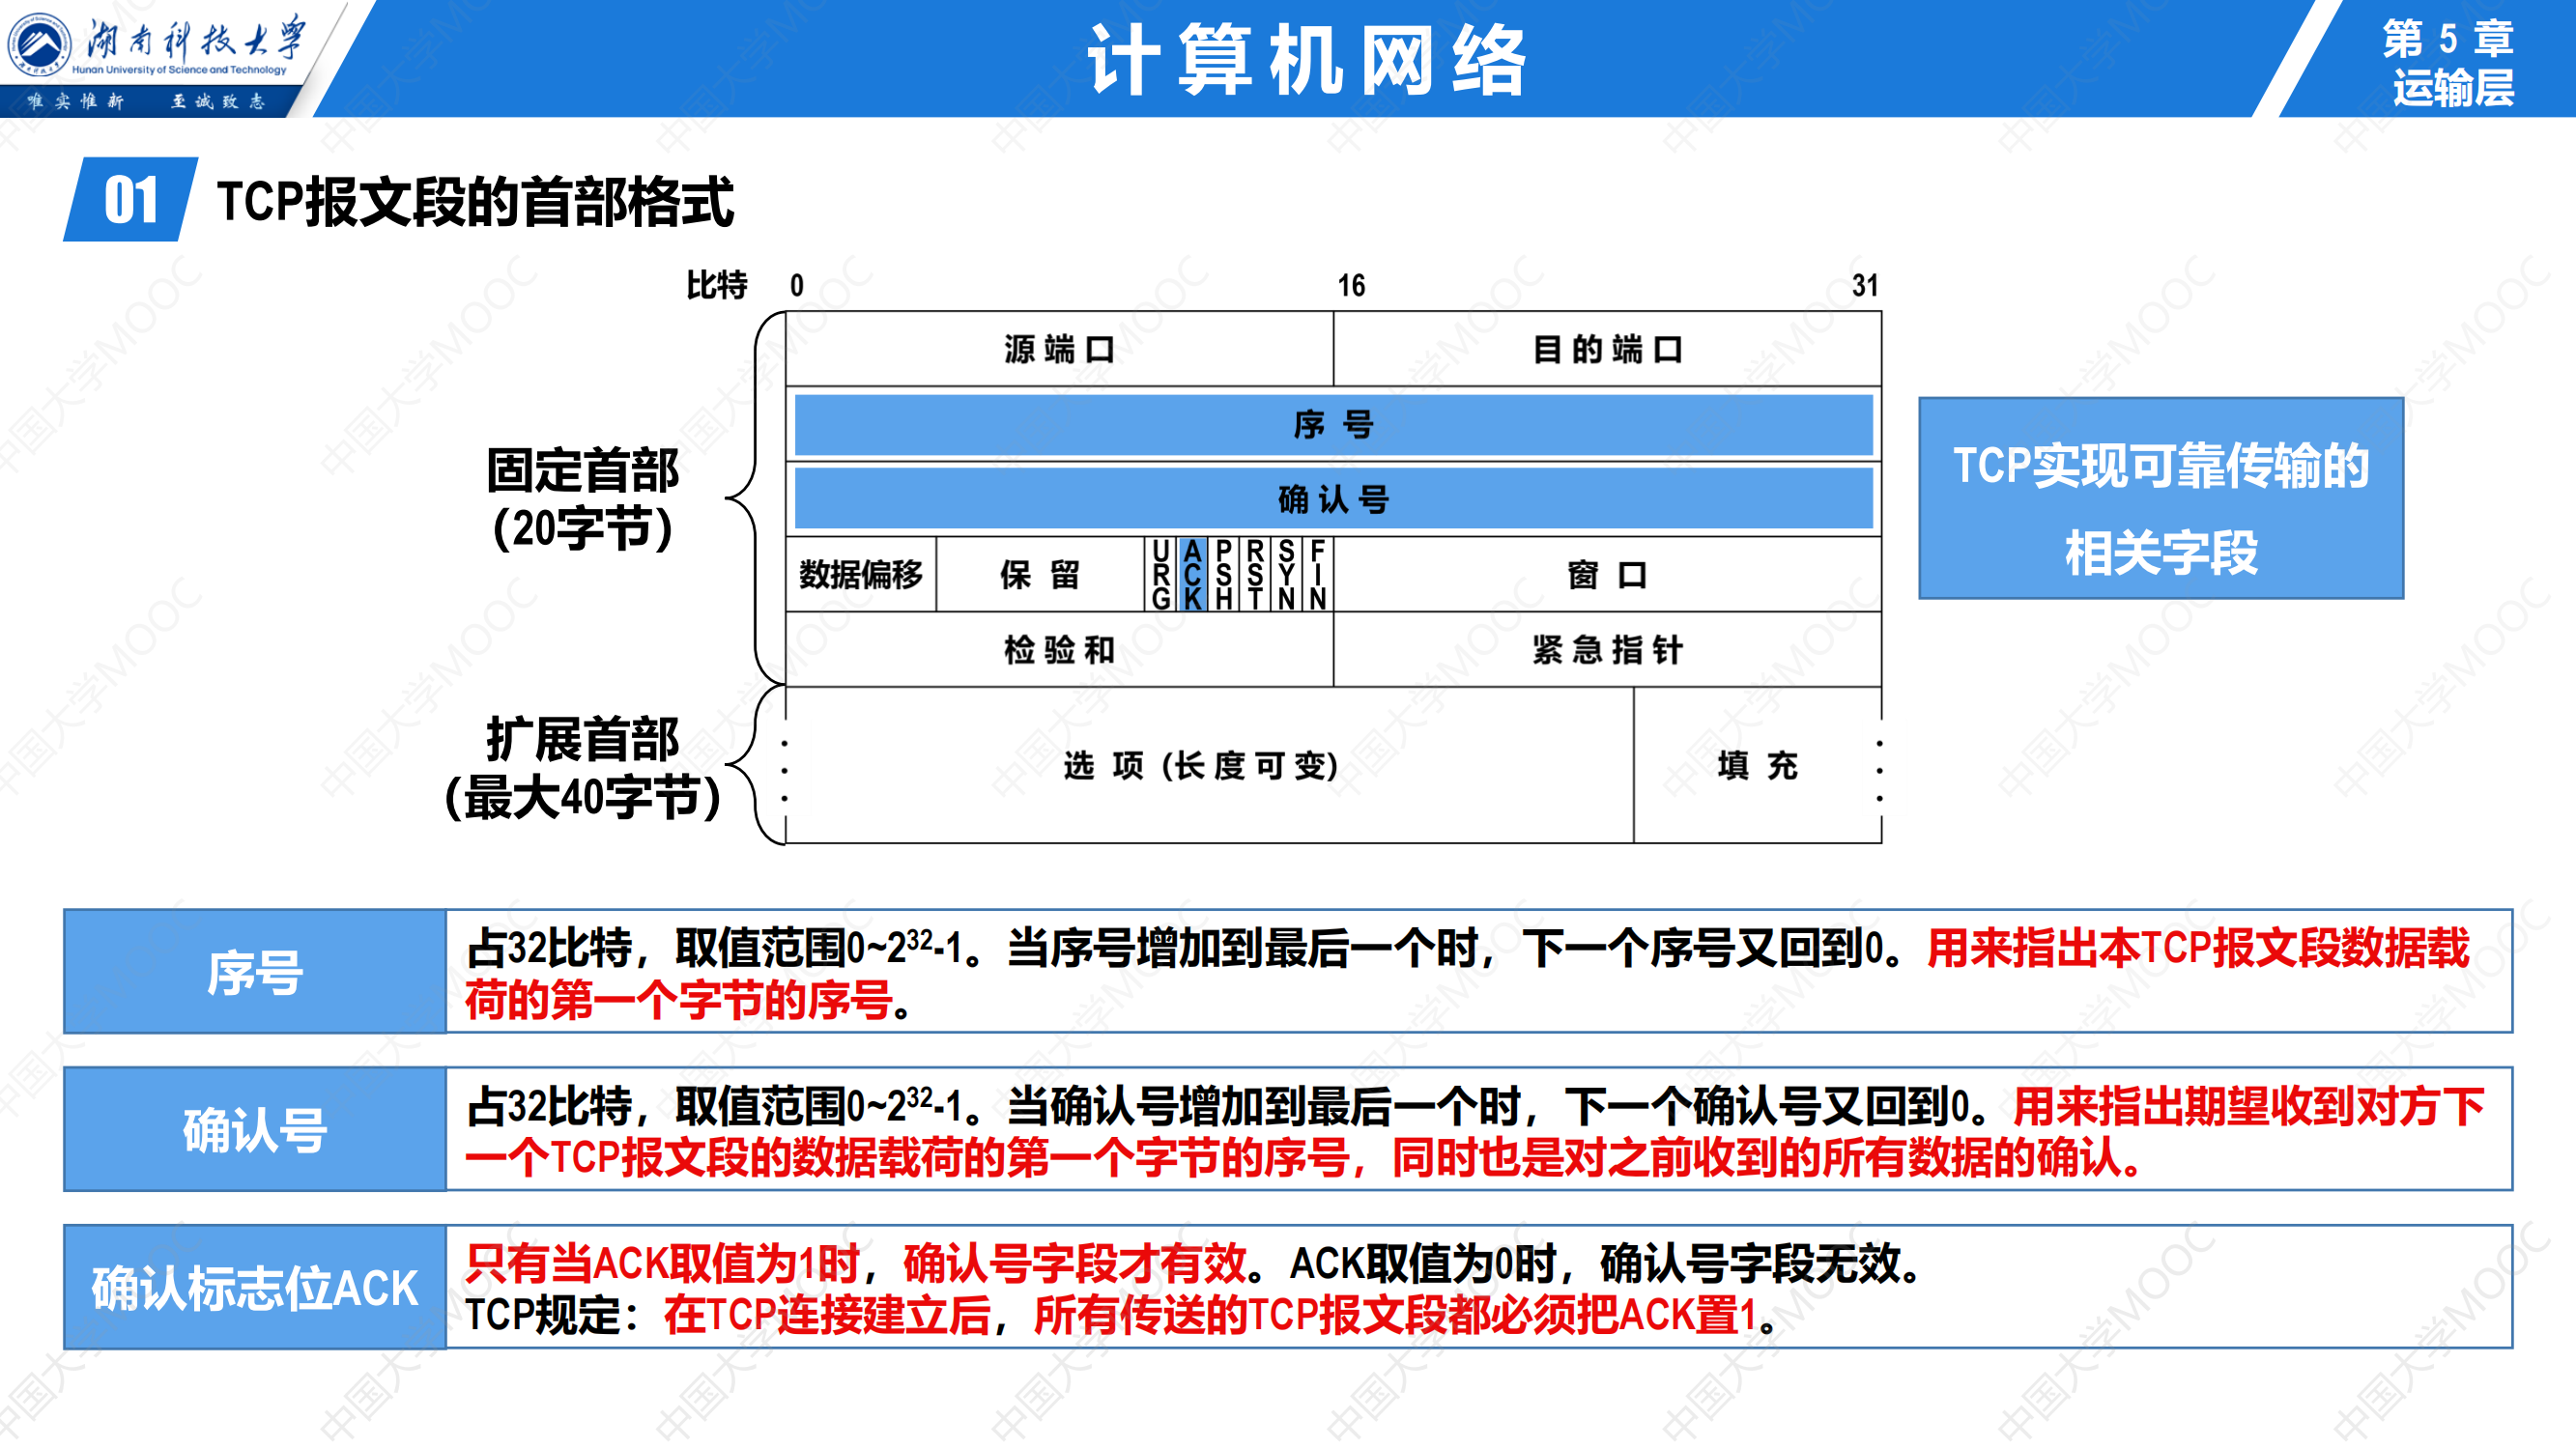 湖南科技大学
Hunan University of Science and Technology
唯实惟新 至诚致志
计算机网络
第 5 章
运输层
01 TCP报文段的首部格式
比特 0 16 31
源端口 目的端口
序号
确认号
数据偏移 保留 URG ACK PSH RST SYN FIN 窗口
检验和 紧急指针
选项 (长度可变) 填充
固定首部
(20字节)
扩展首部
(最大40字节)
TCP实现可靠传输的
相关字段
序号
占32比特，取值范围0~2³²-1。当序号增加到最后一个时，下一个序号又回到0。用来指出本TCP报文段数据载
荷的第一个字节的序号。
确认号
占32比特，取值范围0~2³²-1。当确认号增加到最后一个时，下一个确认号又回到0。用来指出期望收到对方下
一个TCP报文段的数据载荷的第一个字节的序号，同时也是对之前收到的所有数据的确认。
确认标志位ACK
只有当ACK取值为1时，确认号字段才有效。ACK取值为0时，确认号字段无效。
TCP规定：在TCP连接建立后，所有传送的TCP报文段都必须把ACK置1。
中国大学MOOC